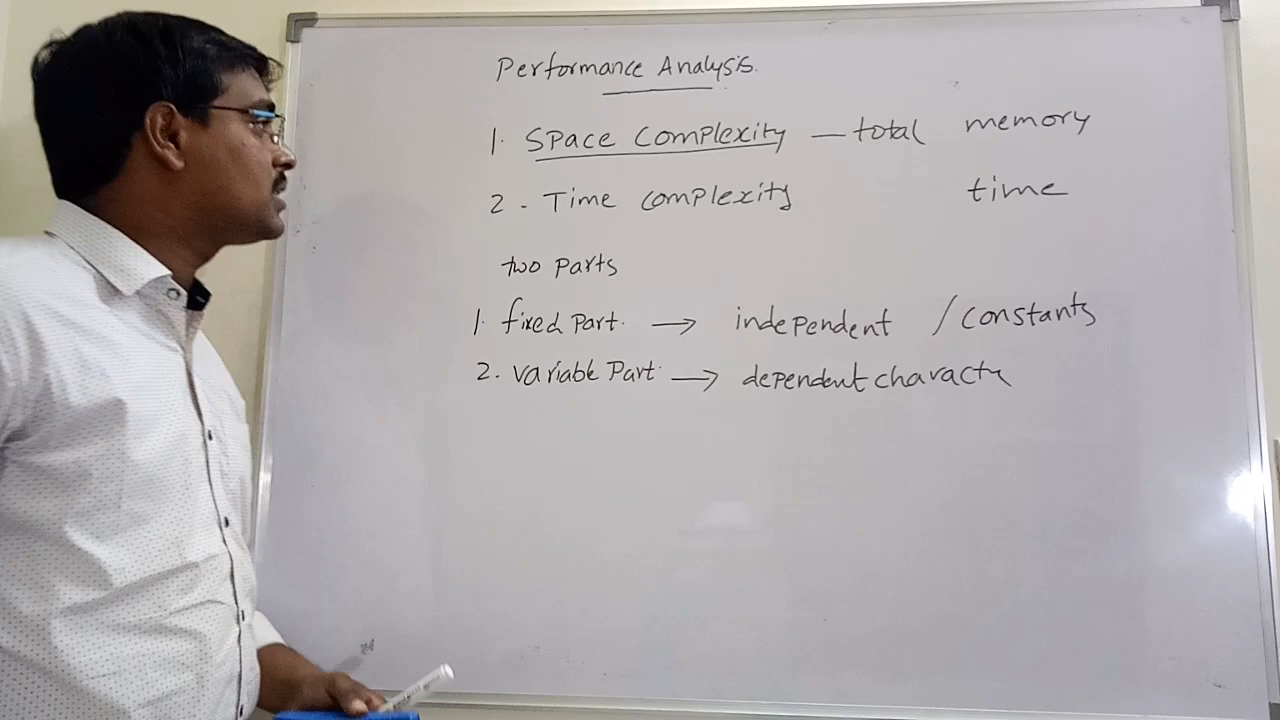 Performance Analysis.
1. Space Complexity — total memory
2. Time complexity time
two parts
1. fixed part. → independent / constants
2. variable Part. → dependent